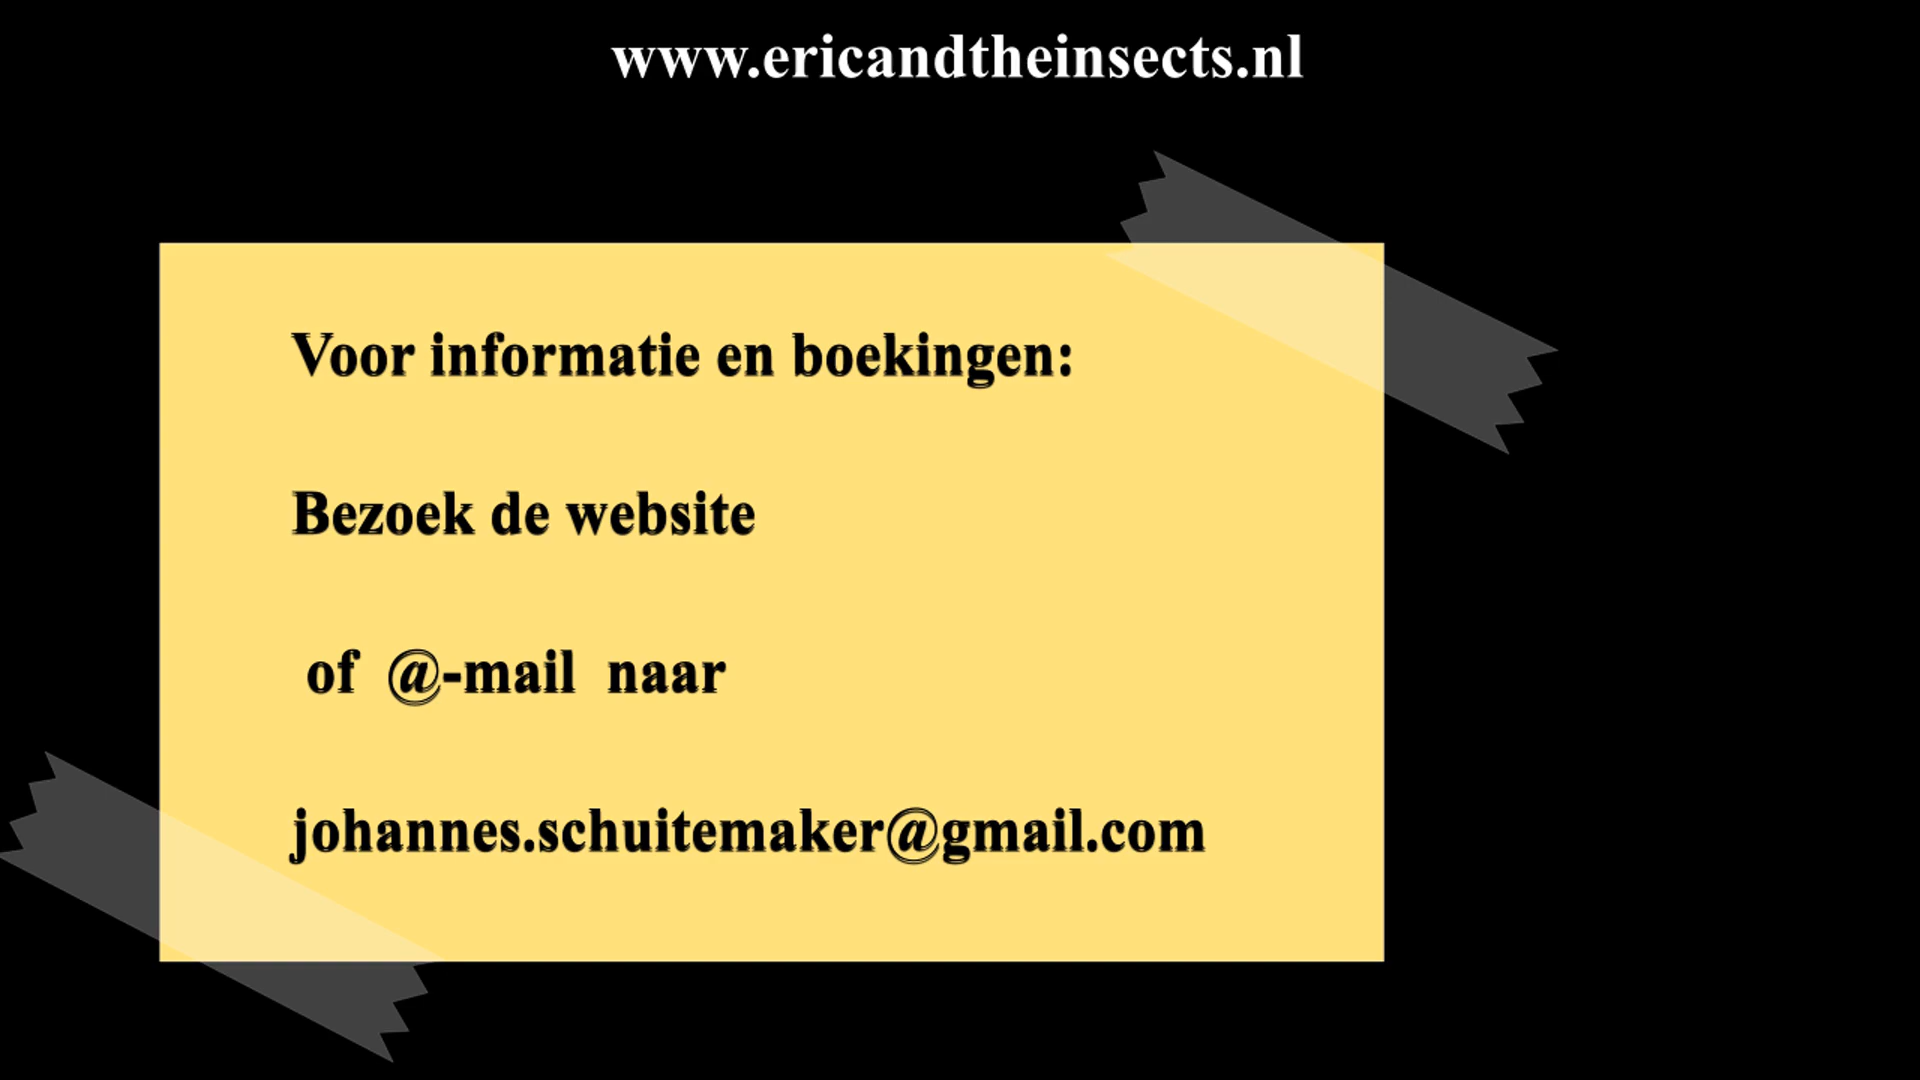 www.ericandtheinsects.nl
Voor informatie en boekingen:
Bezoek de website
of @-mail naar
johannes.schuitemaker@gmail.com